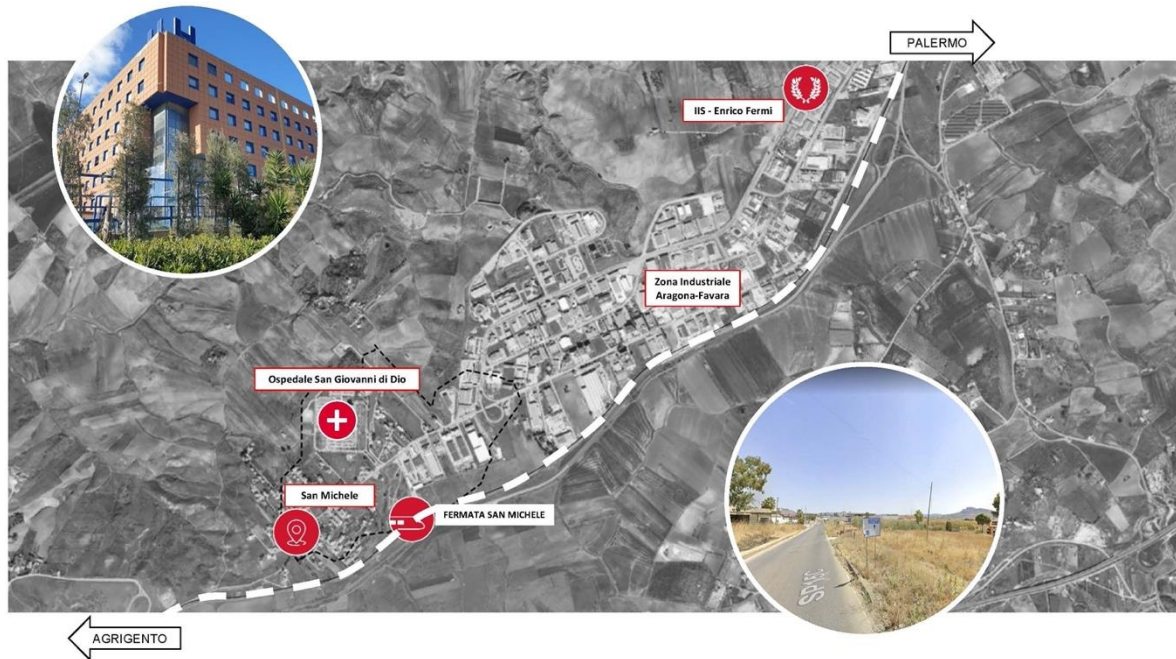 PALERMO
IIS - Enrico Fermi
Zona Industriale
Aragona-Favara
Ospedale San Giovanni di Dio
San Michele
FERMATA SAN MICHELE
AGRIGENTO